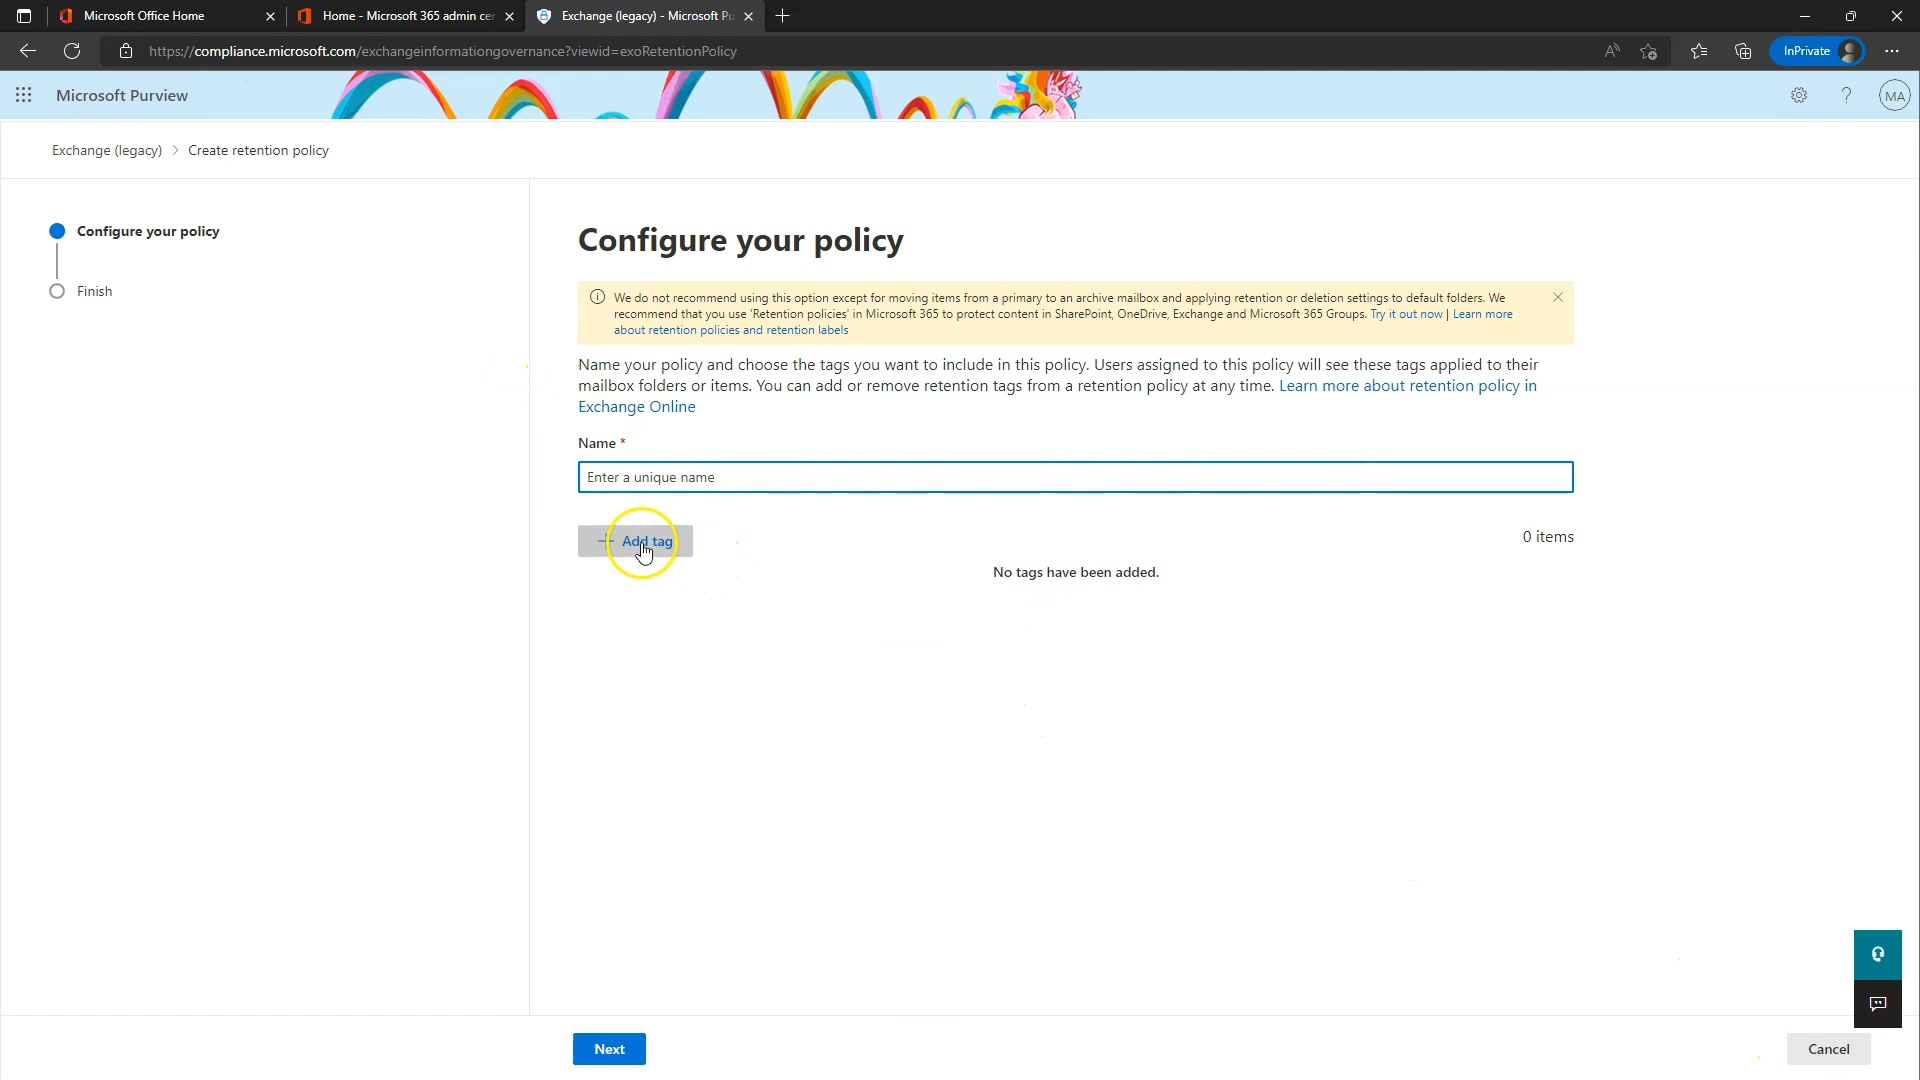 Microsoft Office Home
Home - Microsoft 365 admin cer
Exchange (legacy) - Microsoft Pu
https://compliance.microsoft.com/exchangeinformationgovernance?viewid=exoRetentionPolicy
InPrivate
Microsoft Purview
MA
Exchange (legacy) > Create retention policy
Configure your policy
Finish
Configure your policy
We do not recommend using this option except for moving items from a primary to an archive mailbox and applying retention or deletion settings to default folders. We
recommend that you use 'Retention policies' in Microsoft 365 to protect content in SharePoint, OneDrive, Exchange and Microsoft 365 Groups. Try it out now | Learn more
about retention policies and retention labels
Name your policy and choose the tags you want to include in this policy. Users assigned to this policy will see these tags applied to their
mailbox folders or items. You can add or remove retention tags from a retention policy at any time. Learn more about retention policy in
Exchange Online
Name *
Enter a unique name
+ Add tag
0 items
No tags have been added.
Next
Cancel